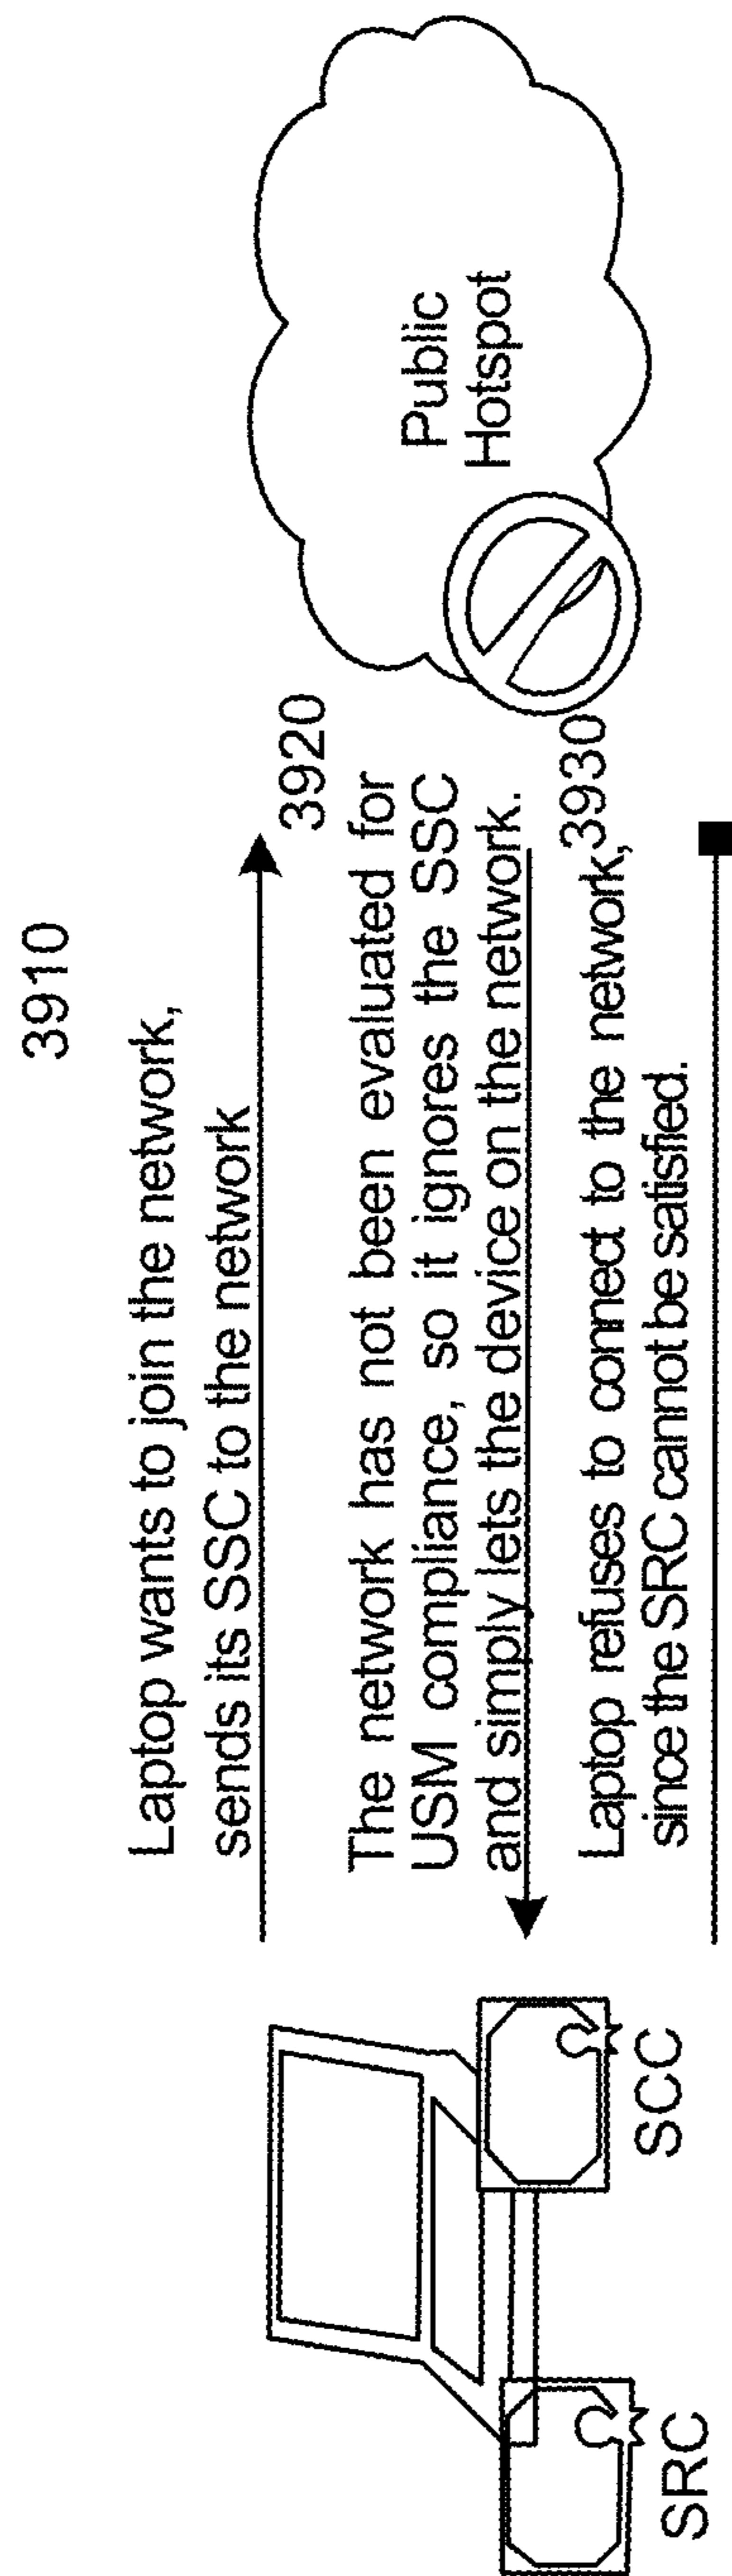 3910
Laptop wants to join the network,
sends its SSC to the network
3920
The network has not been evaluated for
USM compliance, so it ignores the SSC
and simply lets the device on the network.
3930
Laptop refuses to connect to the network,
since the SRC cannot be satisfied.
Public
Hotspot
SRC
SCC